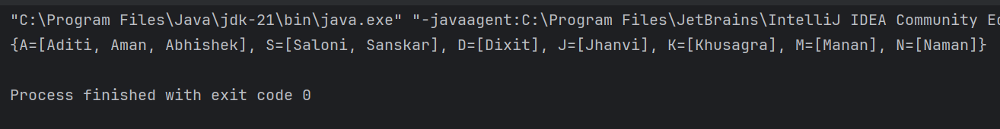 "C:\Program Files\Java\jdk-21\bin\java.exe" "-javaagent:C:\Program Files\JetBrains\IntelliJ IDEA Community Ed
{A=[Aditi, Aman, Abhishek], S=[Saloni, Sanskar], D=[Dixit], J=[Jhanvi], K=[Khusagra], M=[Manan], N=[Naman]}
Process finished with exit code 0